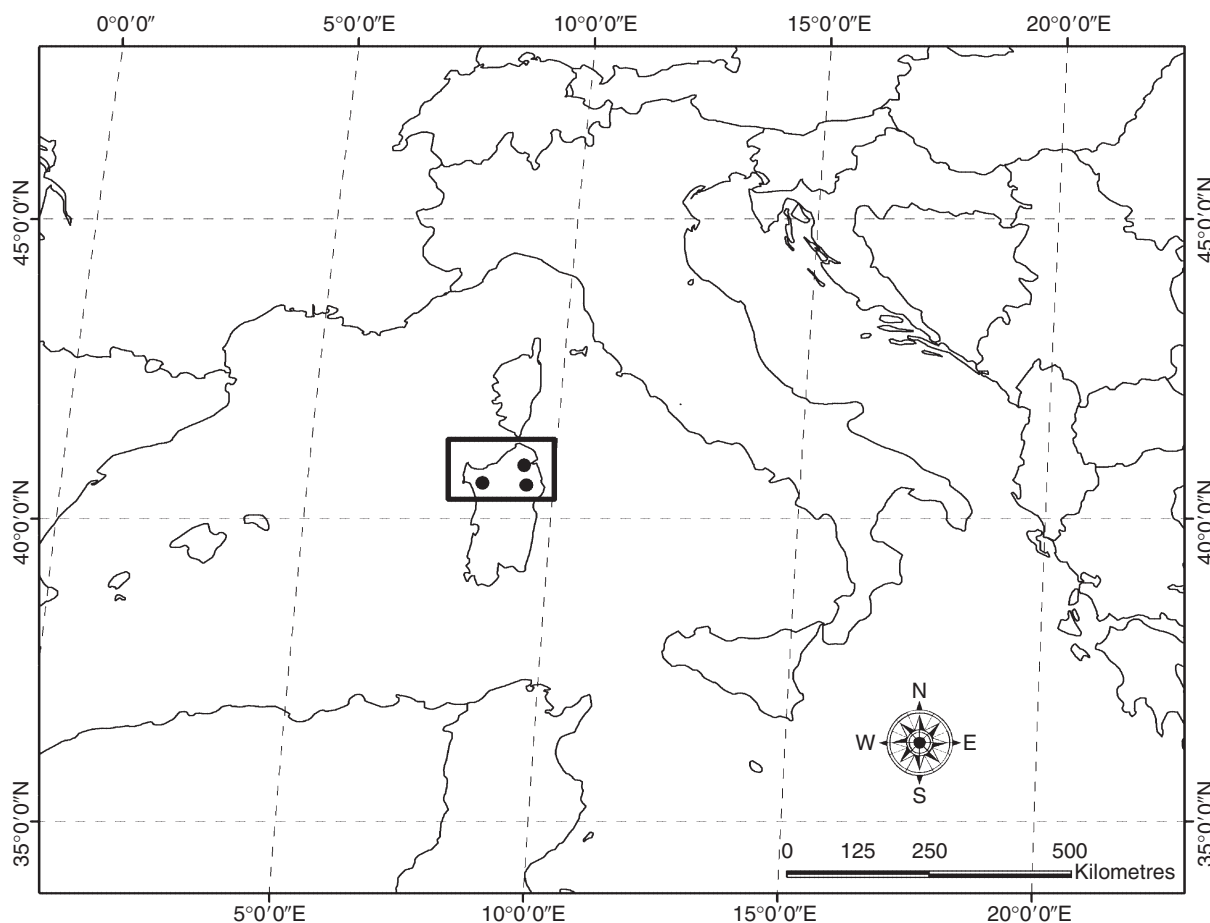 0°0′0″ 5°0′0″E 10°0′0″E 15°0′0″E 20°0′0″E
45°0′0″N 45°0′0″N
40°0′0″N 40°0′0″N
N
W E
S
35°0′0″N 35°0′0″N
0 125 250 500
Kilometres
5°0′0″E 10°0′0″E 15°0′0″E 20°0′0″E